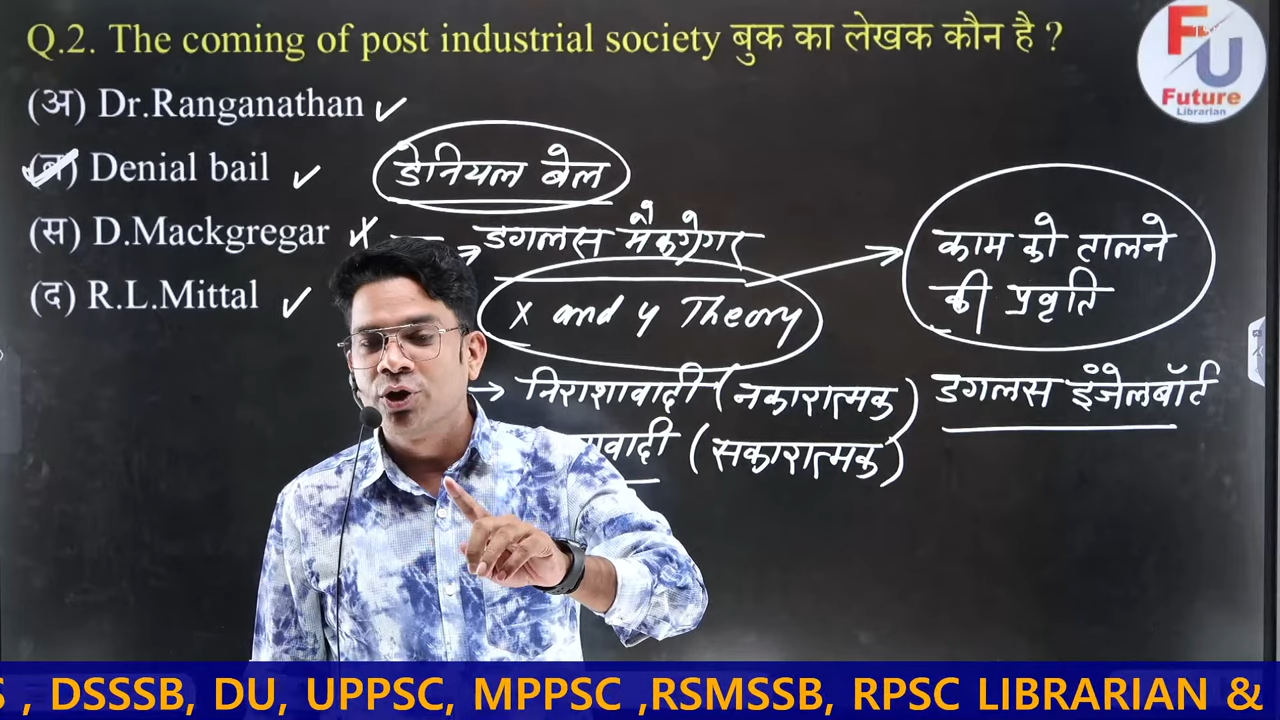 Q.2. The coming of post industrial society बुक का लेखक कौन है ?
FU
Future
Librarian
(अ) Dr.Ranganathan
(ब) Denial bail
डेनियल बेल
(स) D.Mackgregar
डगलस मैकग्रेगर
(द) R.L.Mittal
x and y Theory
काम को टालने
की प्रवृति
निराशावादी (नकारात्मक)
डगलस इंजेलबॉर्ट
(सकारात्मक)
, DSSSB, DU, UPPSC, MPPSC ,RSMSSB, RPSC LIBRARIAN &